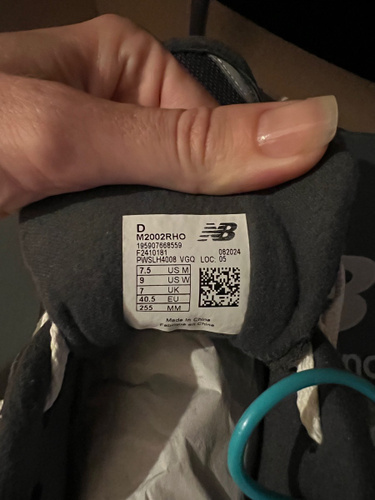 D
M2002RHO
195907668559
F2410181 082024
PWSLH4008 VGQ LOC: 05
7.5 US M
9 US W
7 UK
40.5 EU
255 MM
Made in China